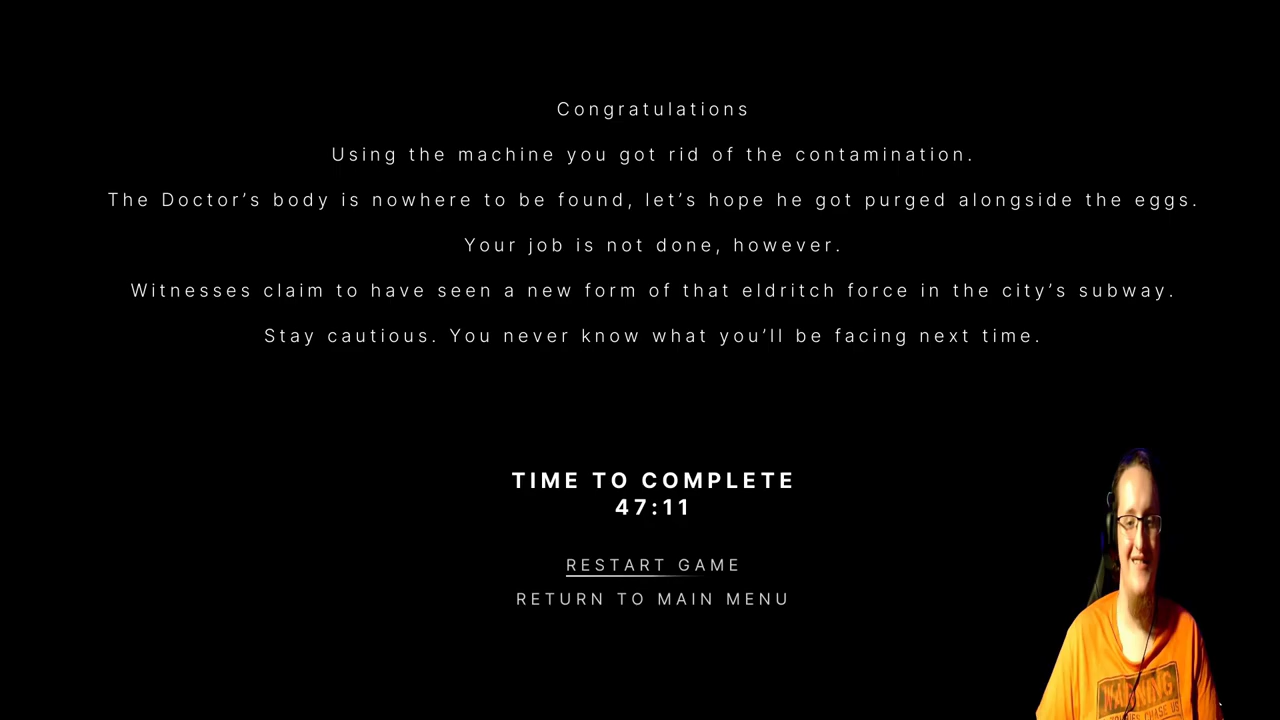 Congratulations
Using the machine you got rid of the contamination.
The Doctor’s body is nowhere to be found, let’s hope he got purged alongside the eggs.
Your job is not done, however.
Witnesses claim to have seen a new form of that eldritch force in the city’s subway.
Stay cautious. You never know what you’ll be facing next time.
TIME TO COMPLETE
47:11
RESTART GAME
RETURN TO MAIN MENU
WARNING
CHASE US